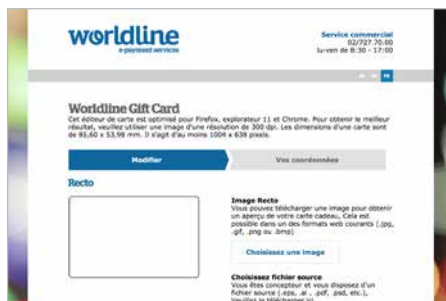 worldline
e-payment services
Service commercial
02/727.70.00
lu-ven de 8:30 - 17:00
FR
Worldline Gift Card
Cet éditeur de carte est optimisé pour Firefox, explorateur 11 et Chrome. Pour obtenir le meilleur
résultat, veuillez utiliser une image d'une résolution de 300 dpi. Les dimensions d'une carte sont
de 85,60 x 53,98 mm. Il s'agit d'au moins 1004 x 638 pixels.
Modifier
Vos coordonnées
Recto
Image Recto
Vous pouvez télécharger une image pour obtenir
un aperçu de votre carte cadeau, Cela est
possible dans un des formats web courants (.jpg,
.gif, .png ou .bmp)
Choisissez une image
Choisissez fichier source
Vous êtes concepteur et vous disposez d'un
fichier source (.eps, .ai , .pdf, .psd, etc.),
veuillez le télécharger ici